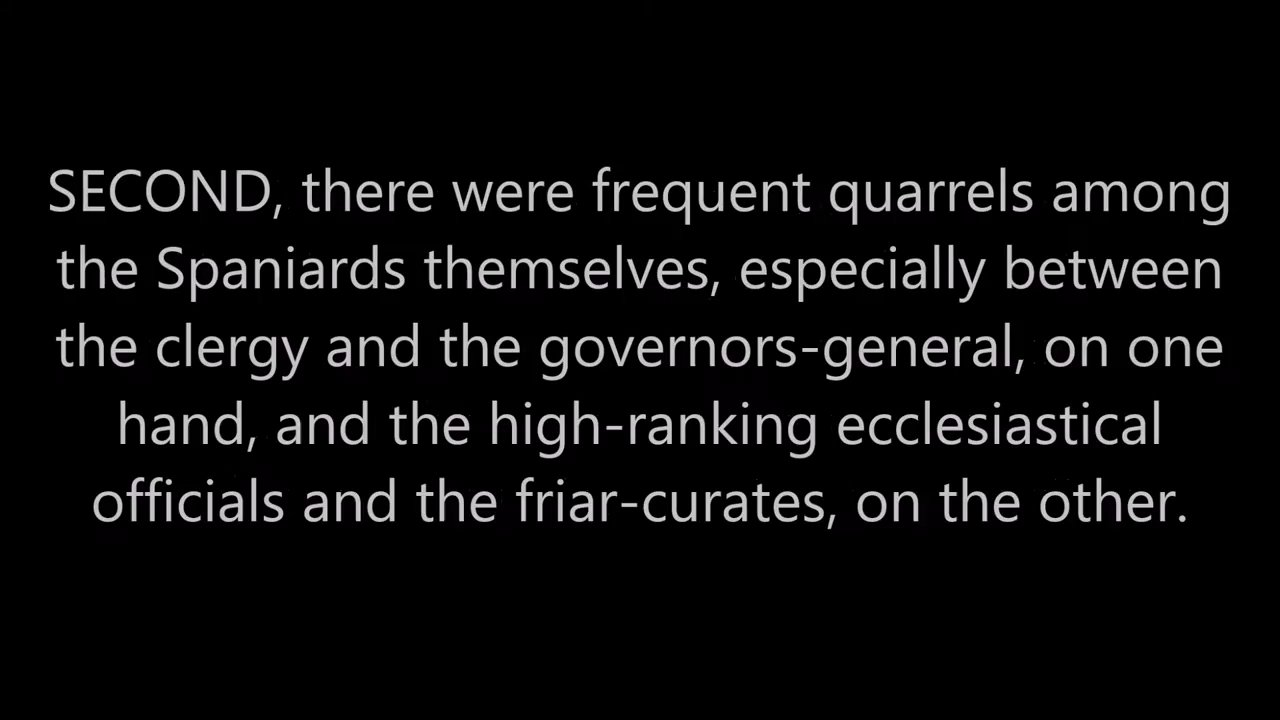 SECOND, there were frequent quarrels among
the Spaniards themselves, especially between
the clergy and the governors-general, on one
hand, and the high-ranking ecclesiastical
officials and the friar-curates, on the other.